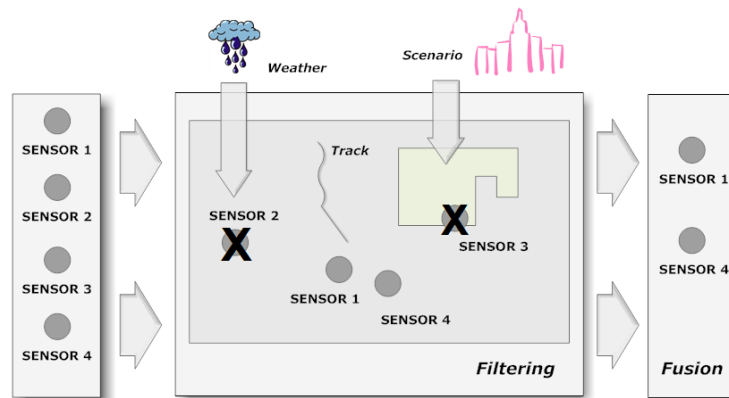 Weather
Scenario
SENSOR 1
SENSOR 2
SENSOR 3
SENSOR 4
Track
SENSOR 2
X
X
SENSOR 3
SENSOR 1
SENSOR 4
Filtering
SENSOR 1
SENSOR 4
Fusion